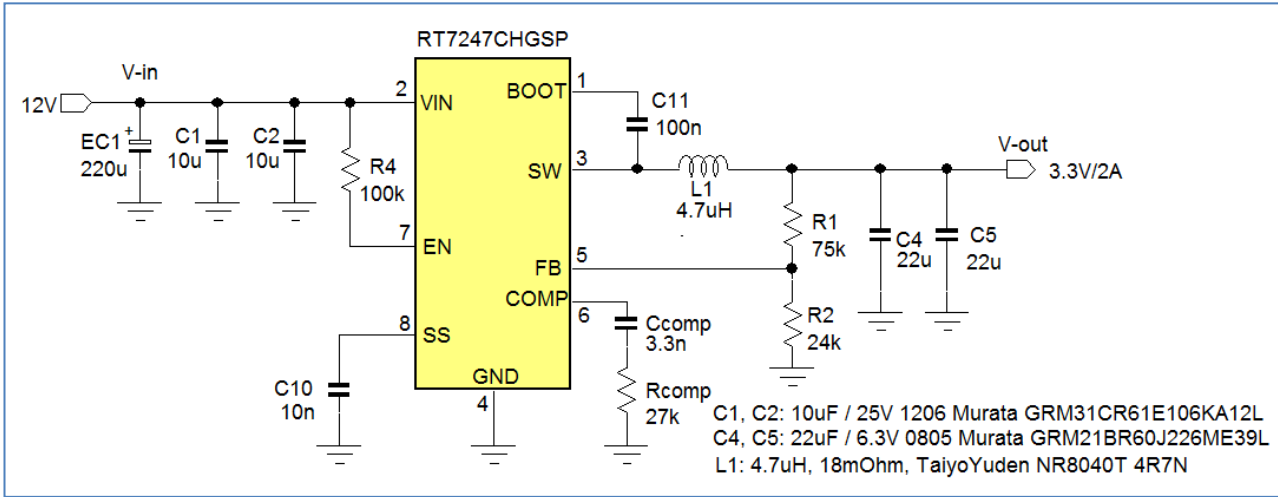 RT7247CHGSP
V-in
12V
EC1
+
220u
C1
10u
C2
10u
R4
100k
2
VIN
BOOT
1
C11
100n
SW
3
L1
4.7uH
V-out
3.3V/2A
R1
75k
C4
22u
C5
22u
7
EN
FB
5
COMP
6
R2
24k
8
SS
C10
10n
GND
4
Ccomp
3.3n
Rcomp
27k
C1, C2: 10uF / 25V 1206 Murata GRM31CR61E106KA12L
C4, C5: 22uF / 6.3V 0805 Murata GRM21BR60J226ME39L
L1: 4.7uH, 18mOhm, TaiyoYuden NR8040T 4R7N